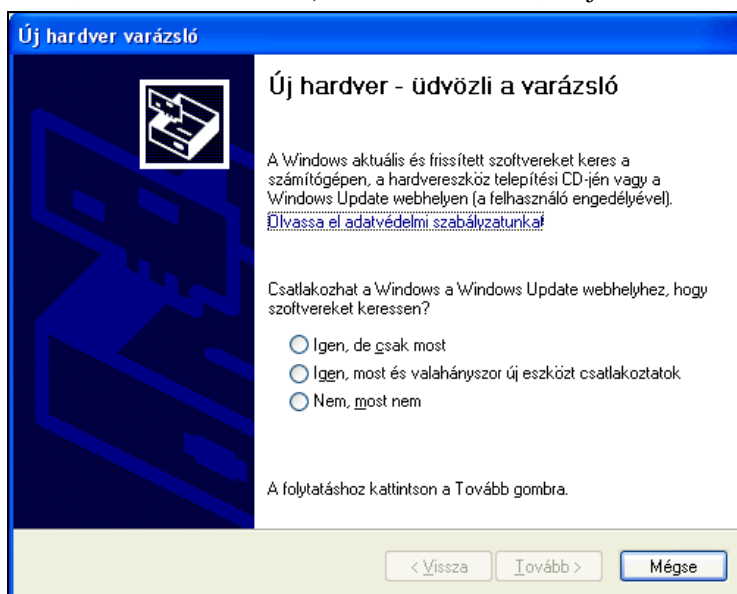 Új hardver varázsló
Új hardver - üdvözli a varázsló
A Windows aktuális és frissített szoftvereket keres a
számítógépen, a hardvereszköz telepítési CD-jén vagy a
Windows Update webhelyen (a felhasználó engedélyével).
Olvassa el adatvédelmi szabályzatunkat
Csatlakozhat a Windows a Windows Update webhelyhez, hogy
szoftvereket keressen?
Igen, de csak most
Igen, most és valahányszor új eszközt csatlakoztatok
Nem, most nem
A folytatáshoz kattintson a Tovább gombra.
< Vissza
Tovább >
Mégse